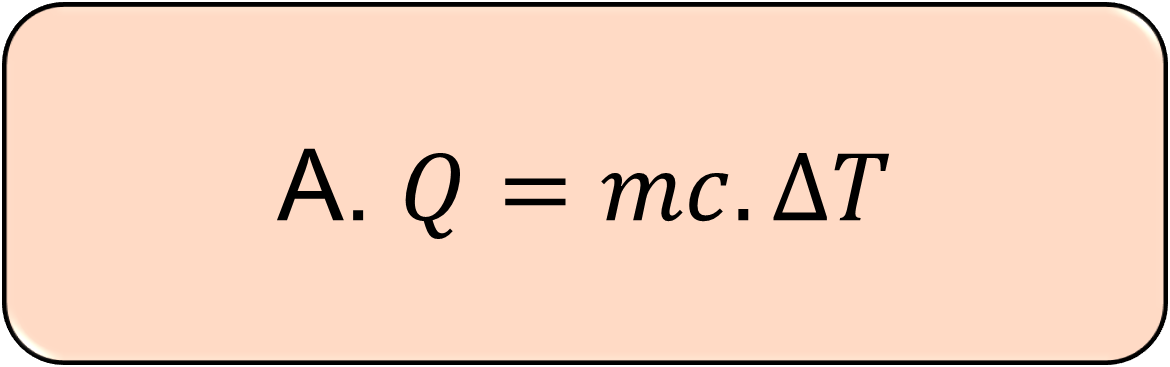 A. Q = mc. ΔT